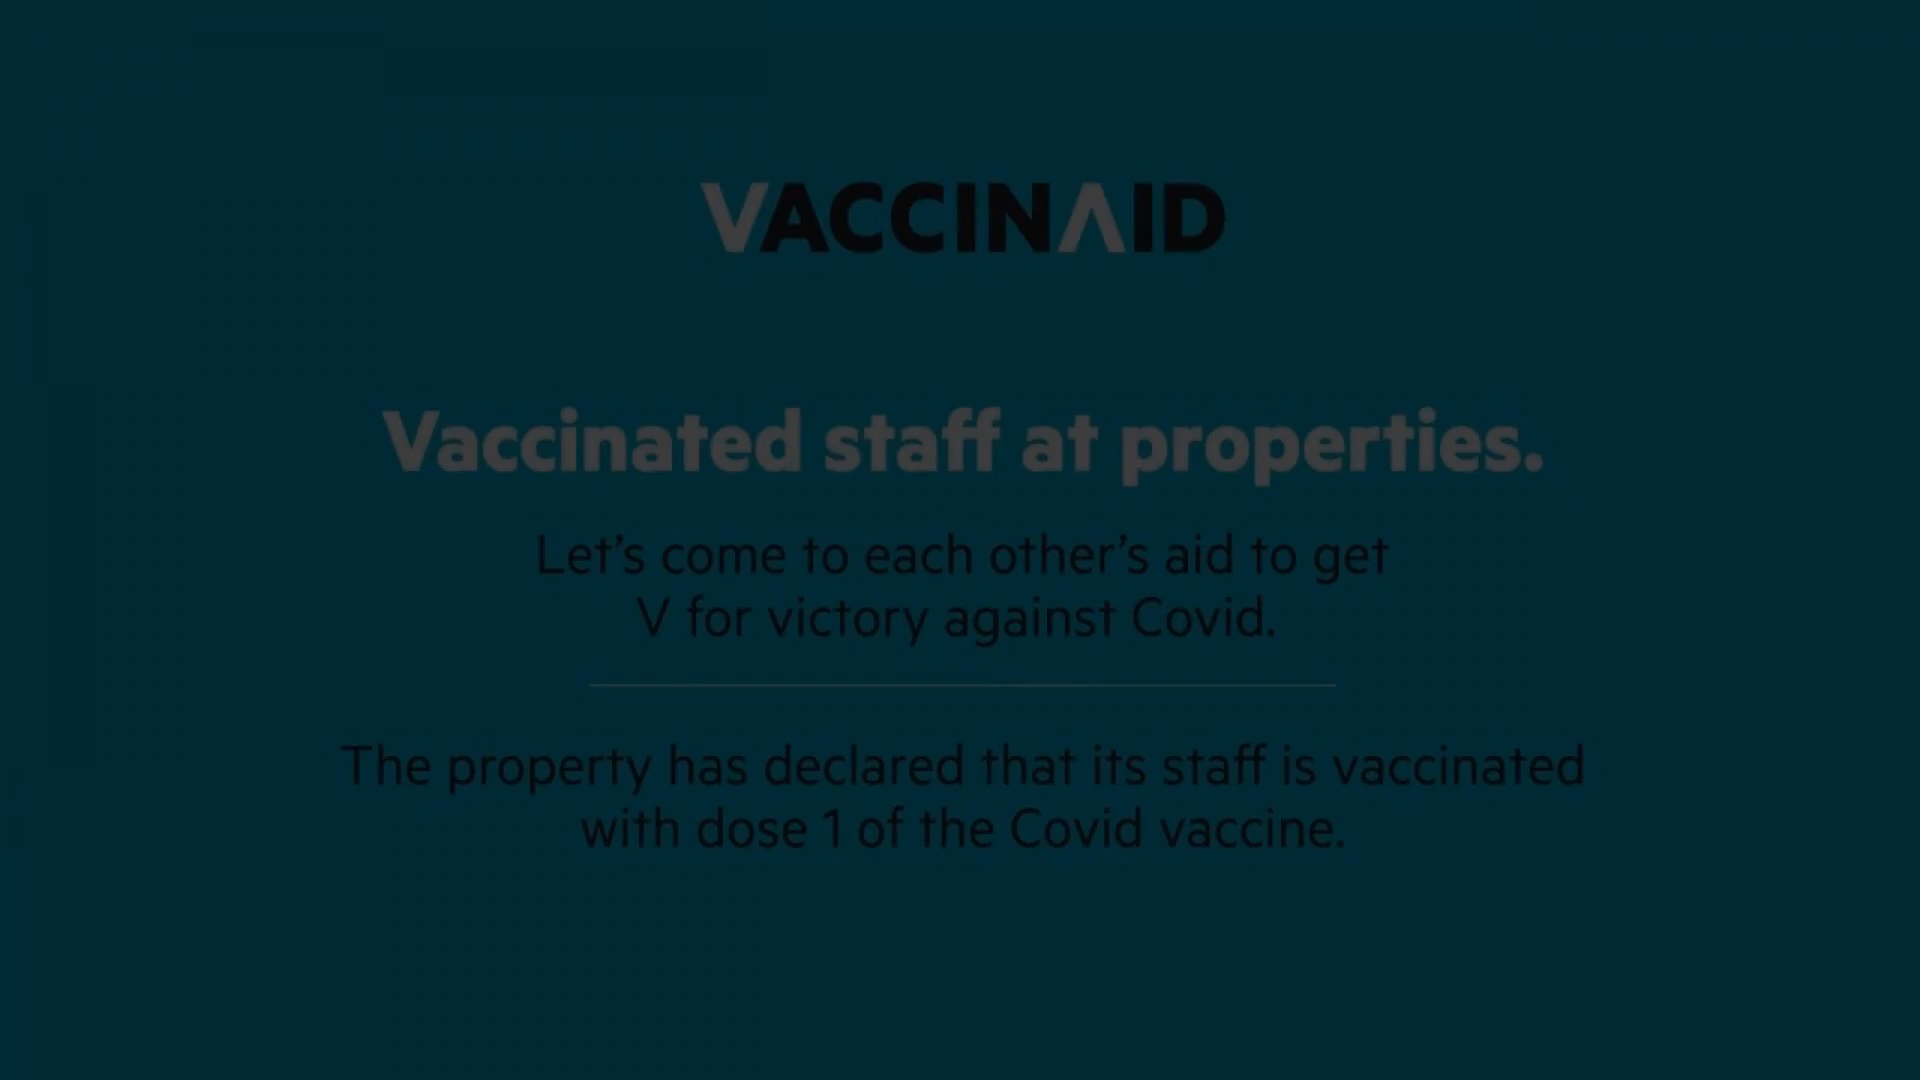 VACCINAID
Vaccinated staff at properties.
Let’s come to each other’s aid to get
V for victory against Covid.
The property has declared that its staff is vaccinated
with dose 1 of the Covid vaccine.